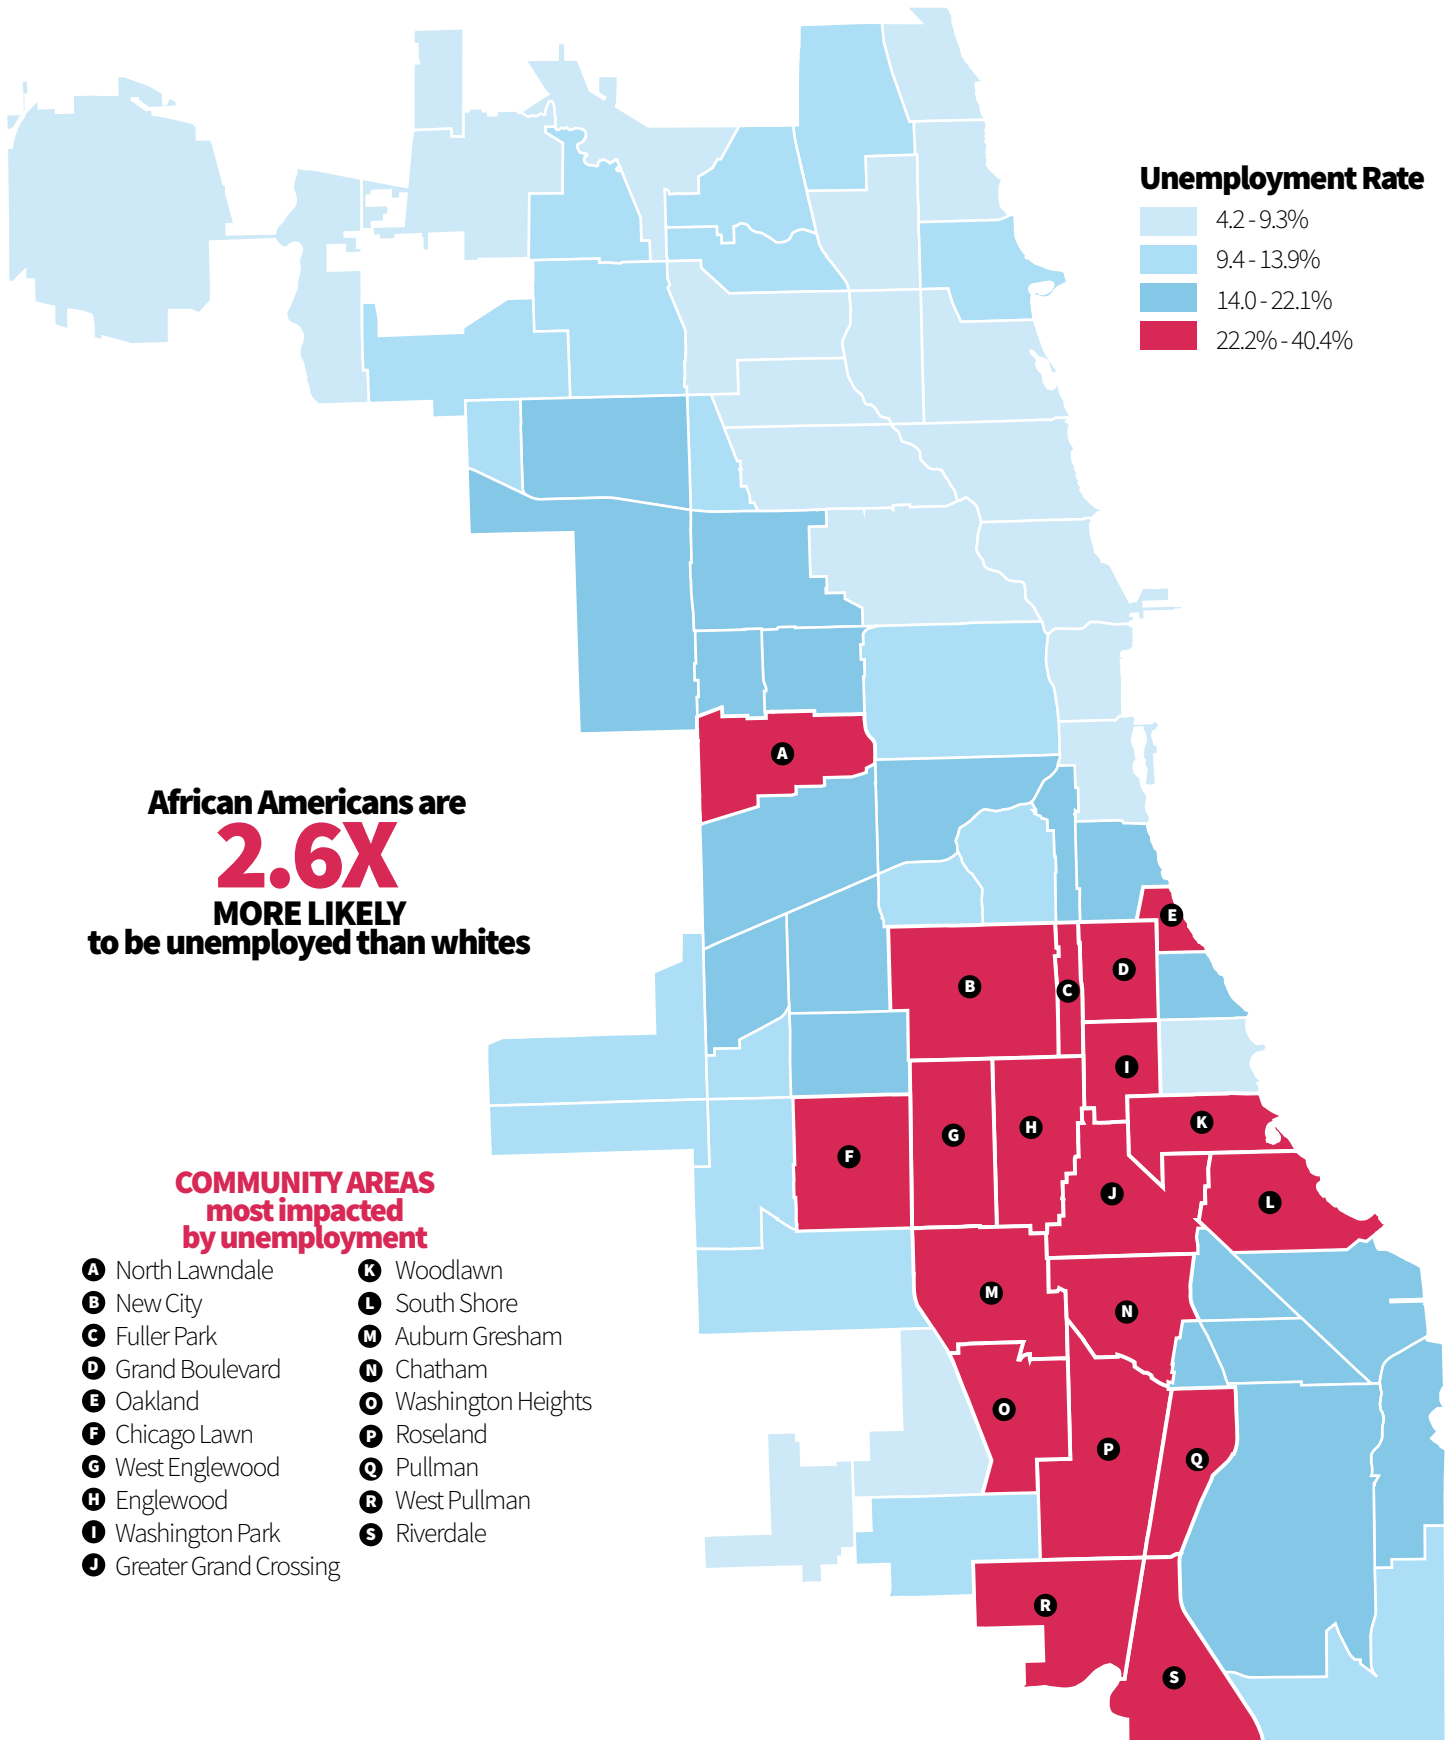 Unemployment Rate
4.2 - 9.3%
9.4 - 13.9%
14.0 - 22.1%
22.2% - 40.4%
African Americans are
2.6X
MORE LIKELY
to be unemployed than whites
COMMUNITY AREAS
most impacted
by unemployment
A North Lawndale
B New City
C Fuller Park
D Grand Boulevard
E Oakland
F Chicago Lawn
G West Englewood
H Englewood
I Washington Park
J Greater Grand Crossing
K Woodlawn
L South Shore
M Auburn Gresham
N Chatham
O Washington Heights
P Roseland
Q Pullman
R West Pullman
S Riverdale
A
E
D
B
C
I
K
H
G
F
J
L
M
N
O
P
Q
R
S